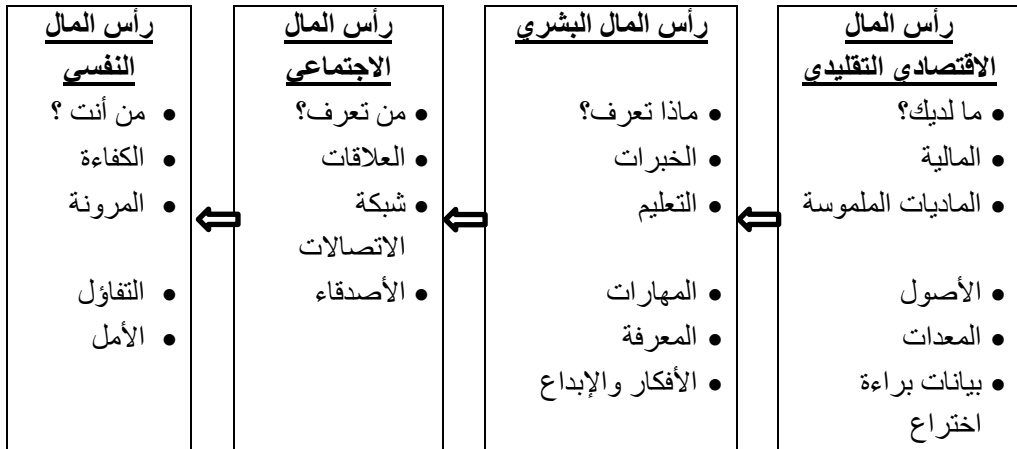 رأس المال
الاقتصادي التقليدي
• ما لديك؟
• المالية
• الماديات الملموسة
• الأصول
• المعدات
• بيانات براءة
اختراع
رأس المال البشري
• ماذا تعرف؟
• الخبرات
• التعليم
• المهارات
• المعرفة
• الأفكار والإبداع
رأس المال
الاجتماعي
• من تعرف؟
• العلاقات
• شبكة
الاتصالات
• الأصدقاء
رأس المال
النفسي
• من أنت ؟
• الكفاءة
• المرونة
• التفاؤل
• الأمل